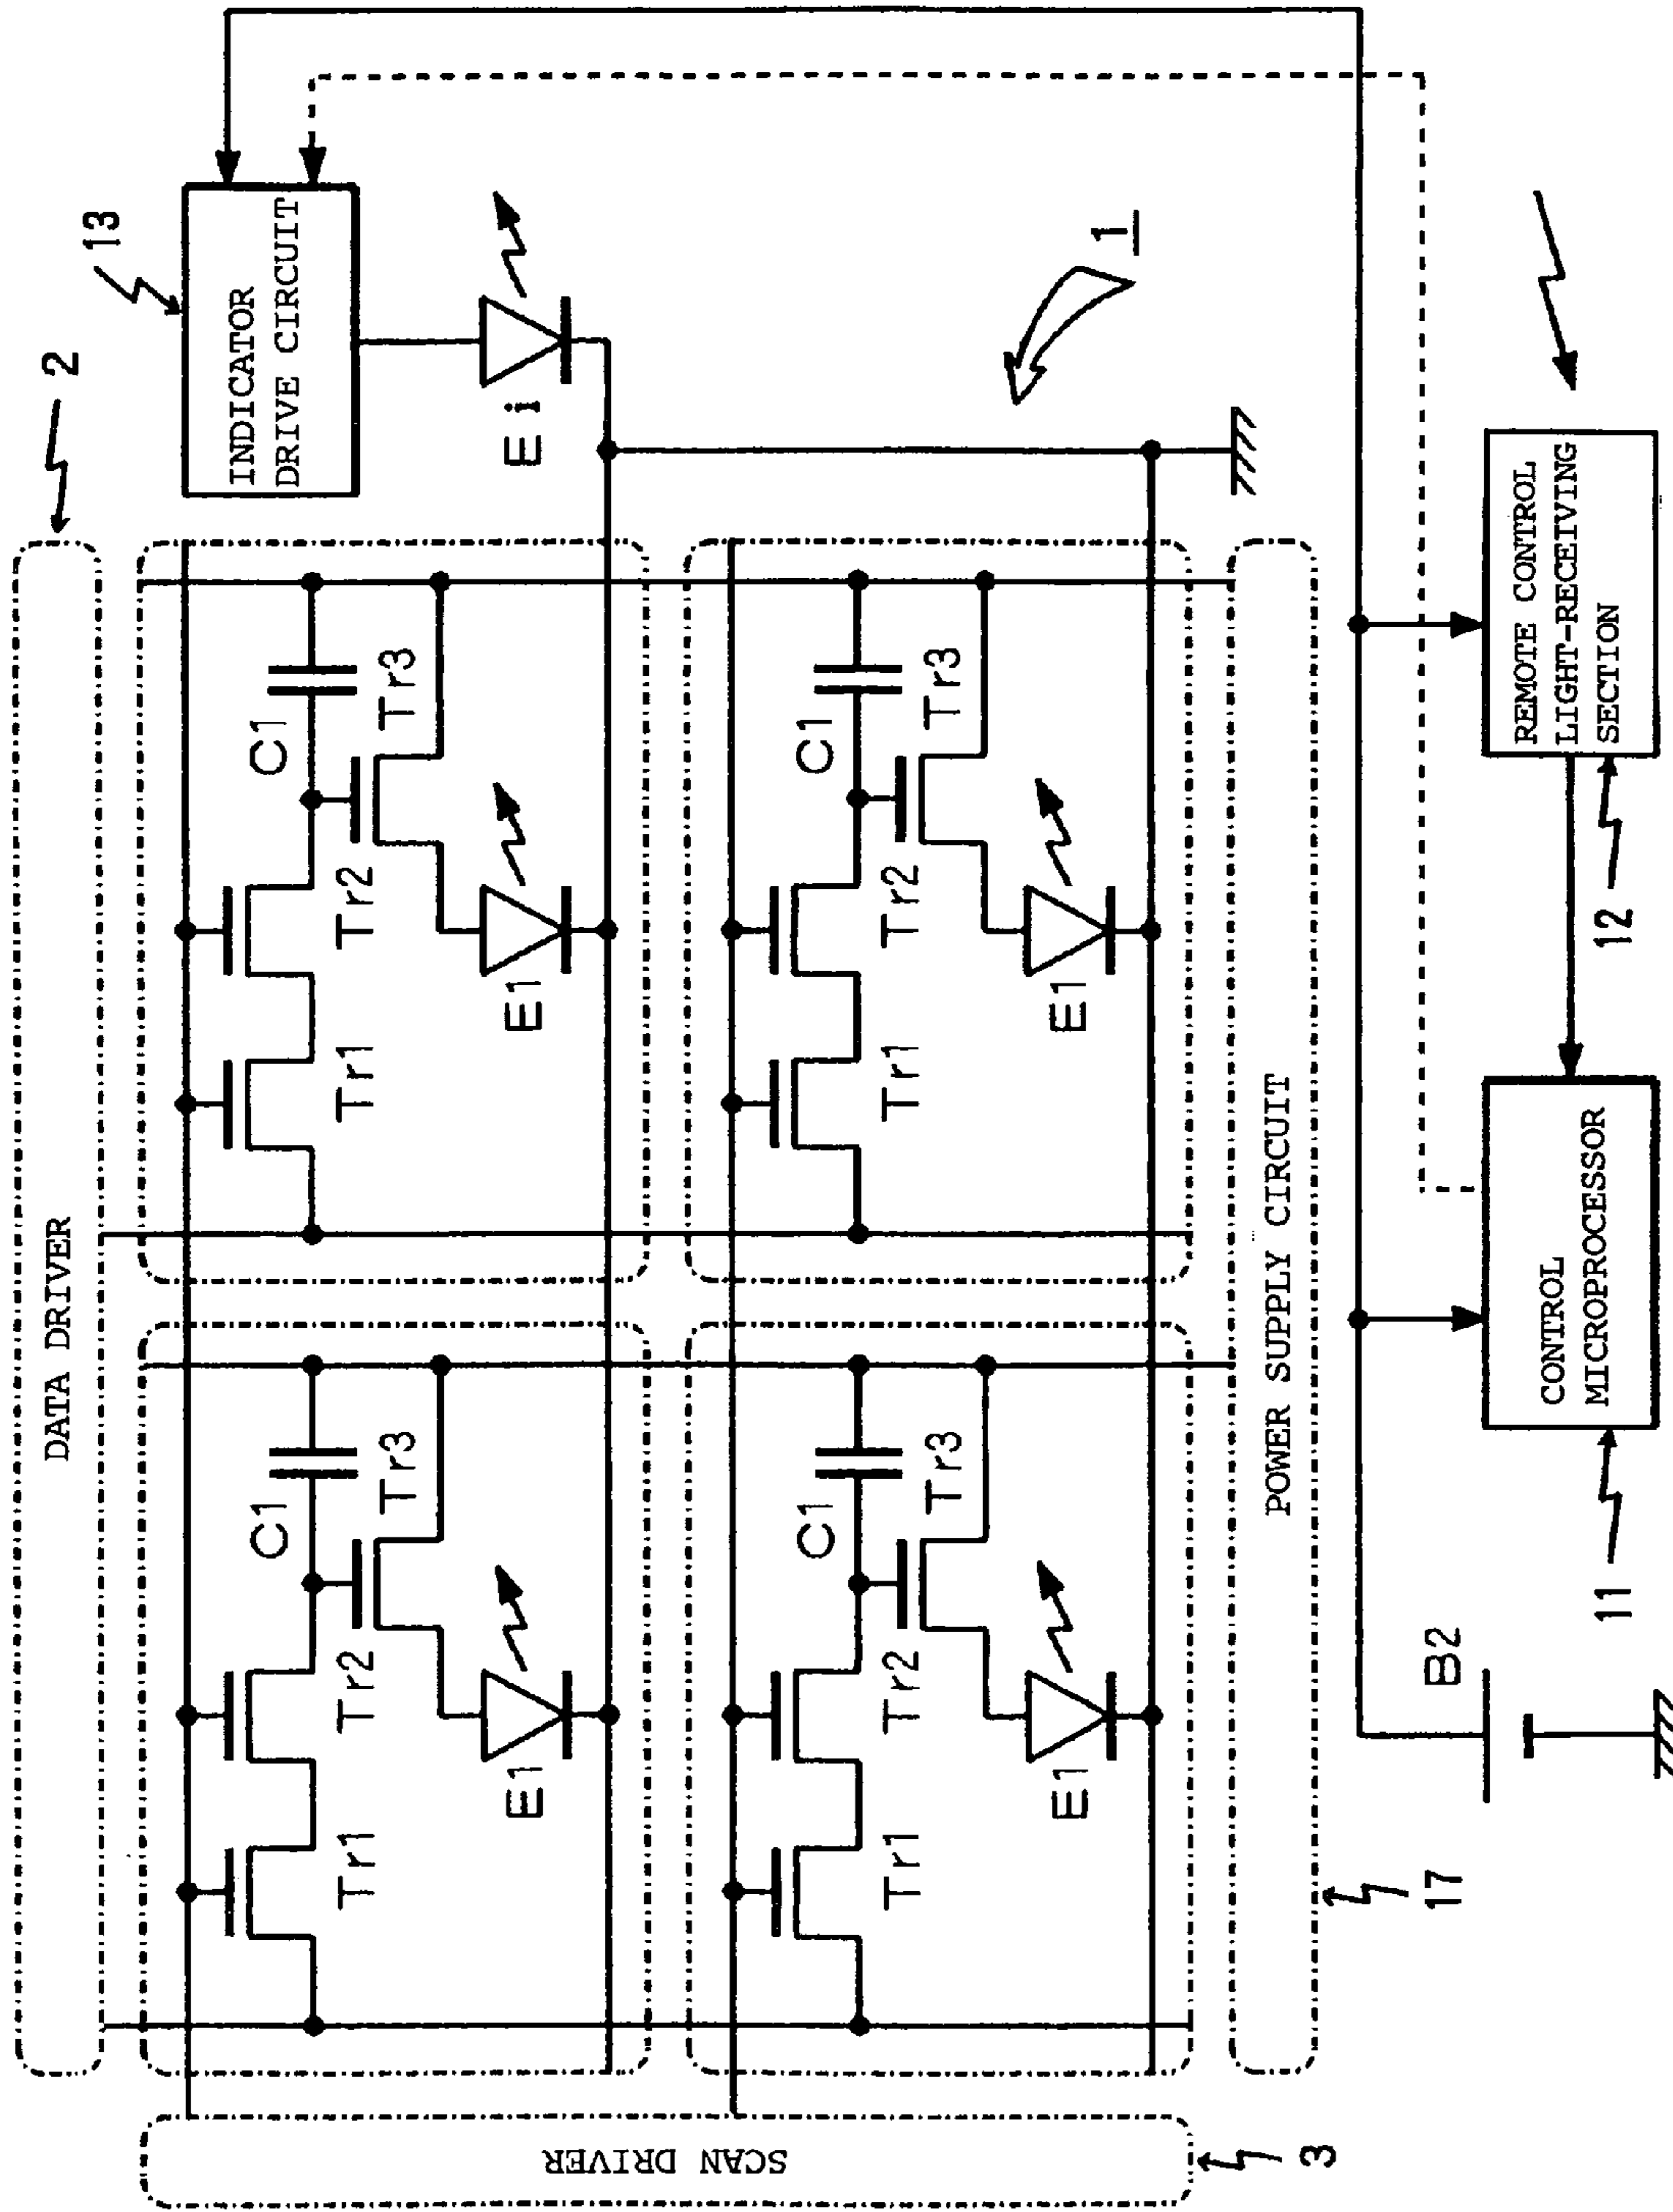 DATA DRIVER
2
SCAN DRIVER
3
Tr1
Tr2
C1
Tr3
E1
Tr1
Tr2
C1
Tr3
E1
Tr1
Tr2
C1
Tr3
E1
Tr1
Tr2
C1
Tr3
E1
POWER SUPPLY CIRCUIT
17
INDICATOR
DRIVE CIRCUIT
13
Ei
1
B2
CONTROL
MICROPROCESSOR
11
REMOTE CONTROL
LIGHT-RECEIVING
SECTION
12